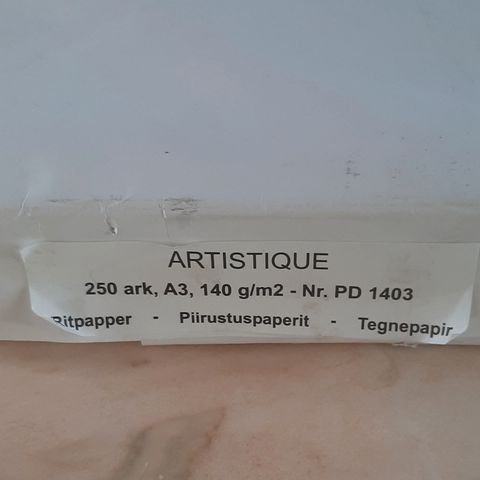 ARTISTIQUE
250 ark, A3, 140 g/m2 - Nr. PD 1403
Ritpapper - Piirustuspaperit - Tegnepapir